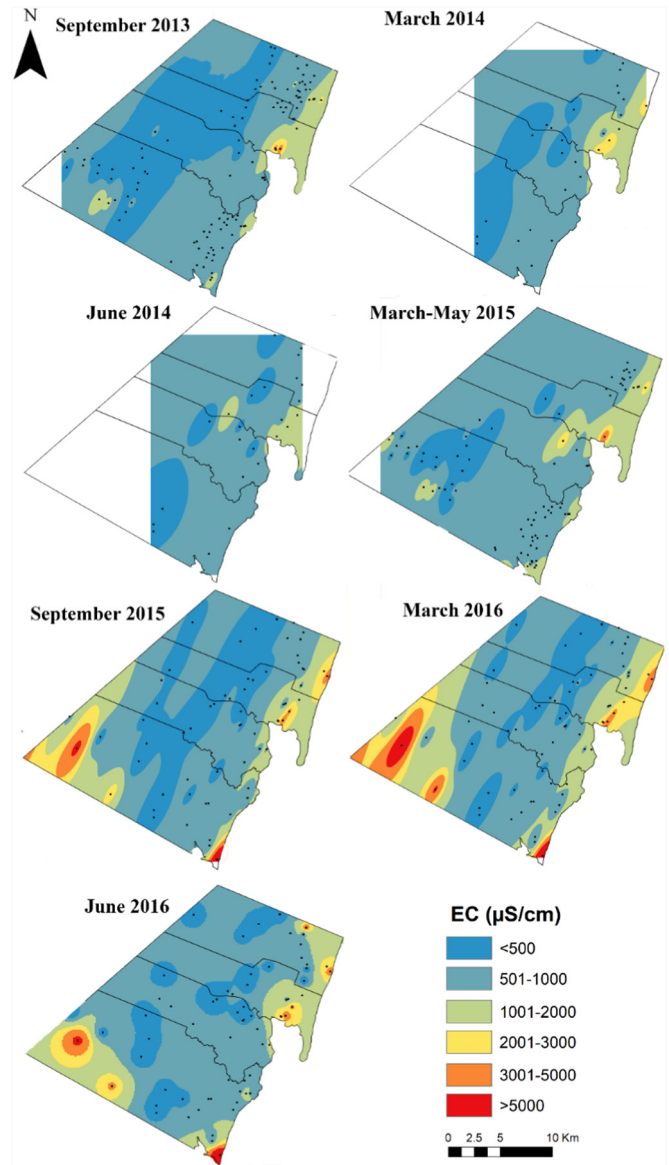 N
September 2013
March 2014
June 2014
March-May 2015
September 2015
March 2016
June 2016
EC (µS/cm)
<500
501-1000
1001-2000
2001-3000
3001-5000
>5000
0 2.5 5 10 Km